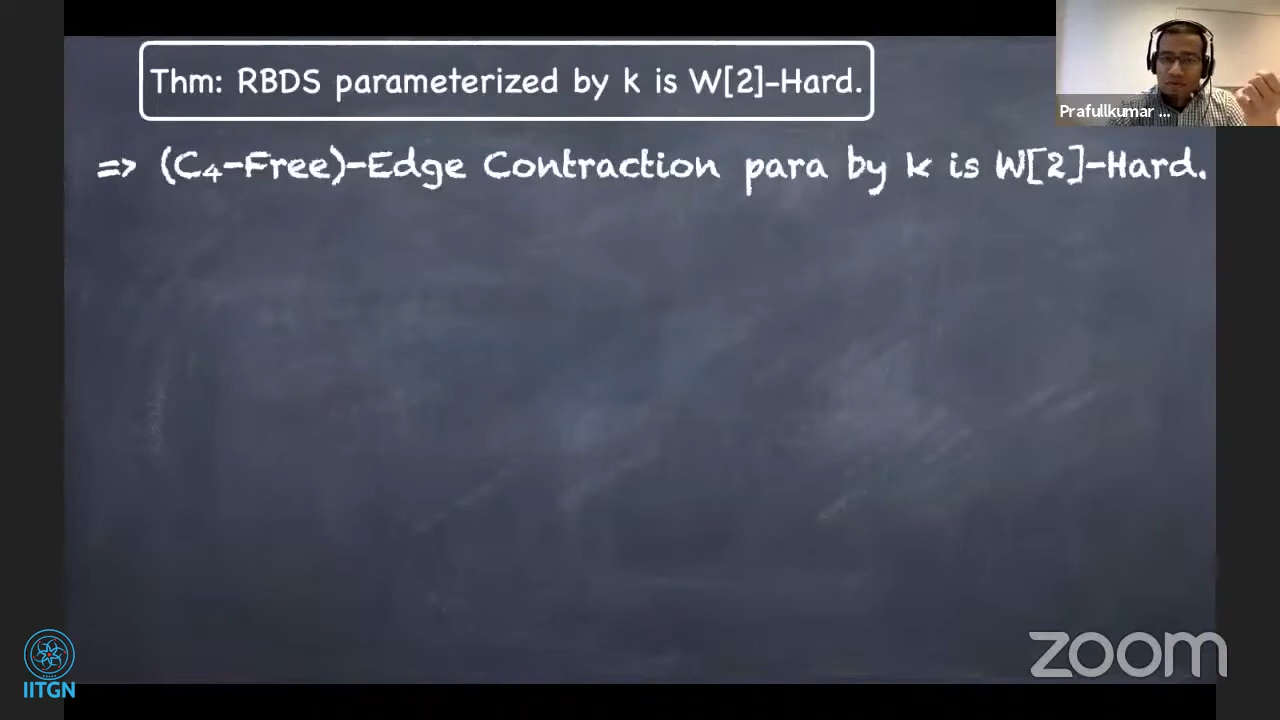 Thm: RBDS parameterized by k is W[2]-Hard.
Prafullkumar ...
=> (C₄-Free)-Edge Contraction para by k is W[2]-Hard.
IITGN
zoom